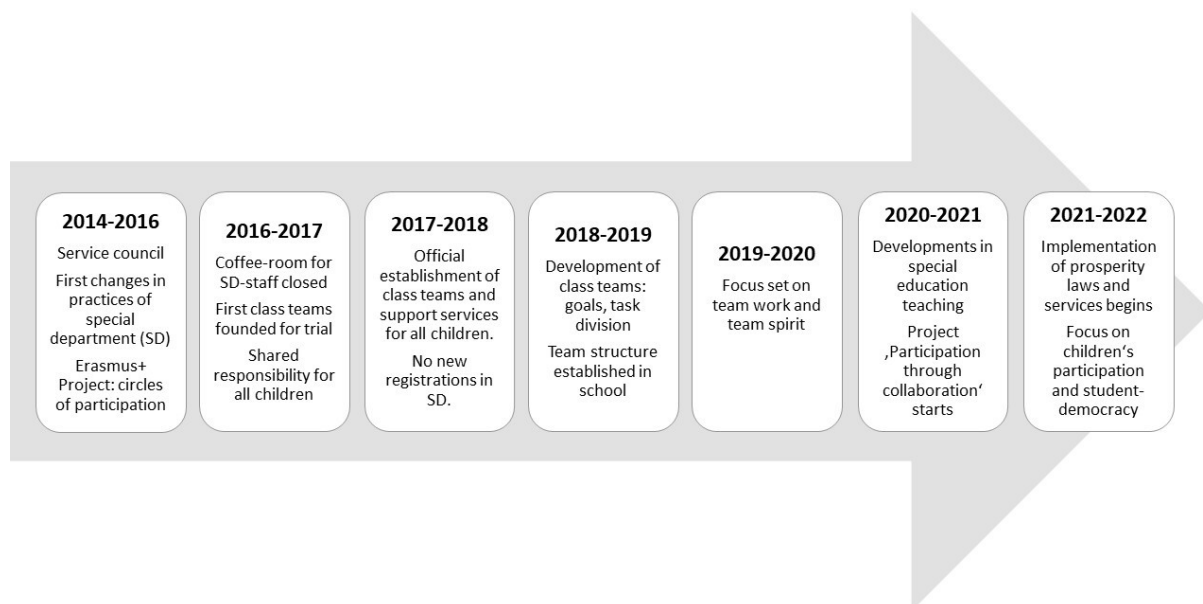 2014-2016
Service council
First changes in
practices of
special
department (SD)
Erasmus+
Project: circles
of participation
2016-2017
Coffee-room for
SD-staff closed
First class teams
founded for trial
Shared
responsibility for
all children
2017-2018
Official
establishment of
class teams and
support services
for all children.
No new
registrations in
SD.
2018-2019
Development of
class teams:
goals, task
division
Team structure
established in
school
2019-2020
Focus set on
team work and
team spirit
2020-2021
Developments in
special
education
teaching
Project
‚Participation
through
collaboration‘
starts
2021-2022
Implementation
of prosperity
laws and
services begins
Focus on
children‘s
participation
and student-
democracy